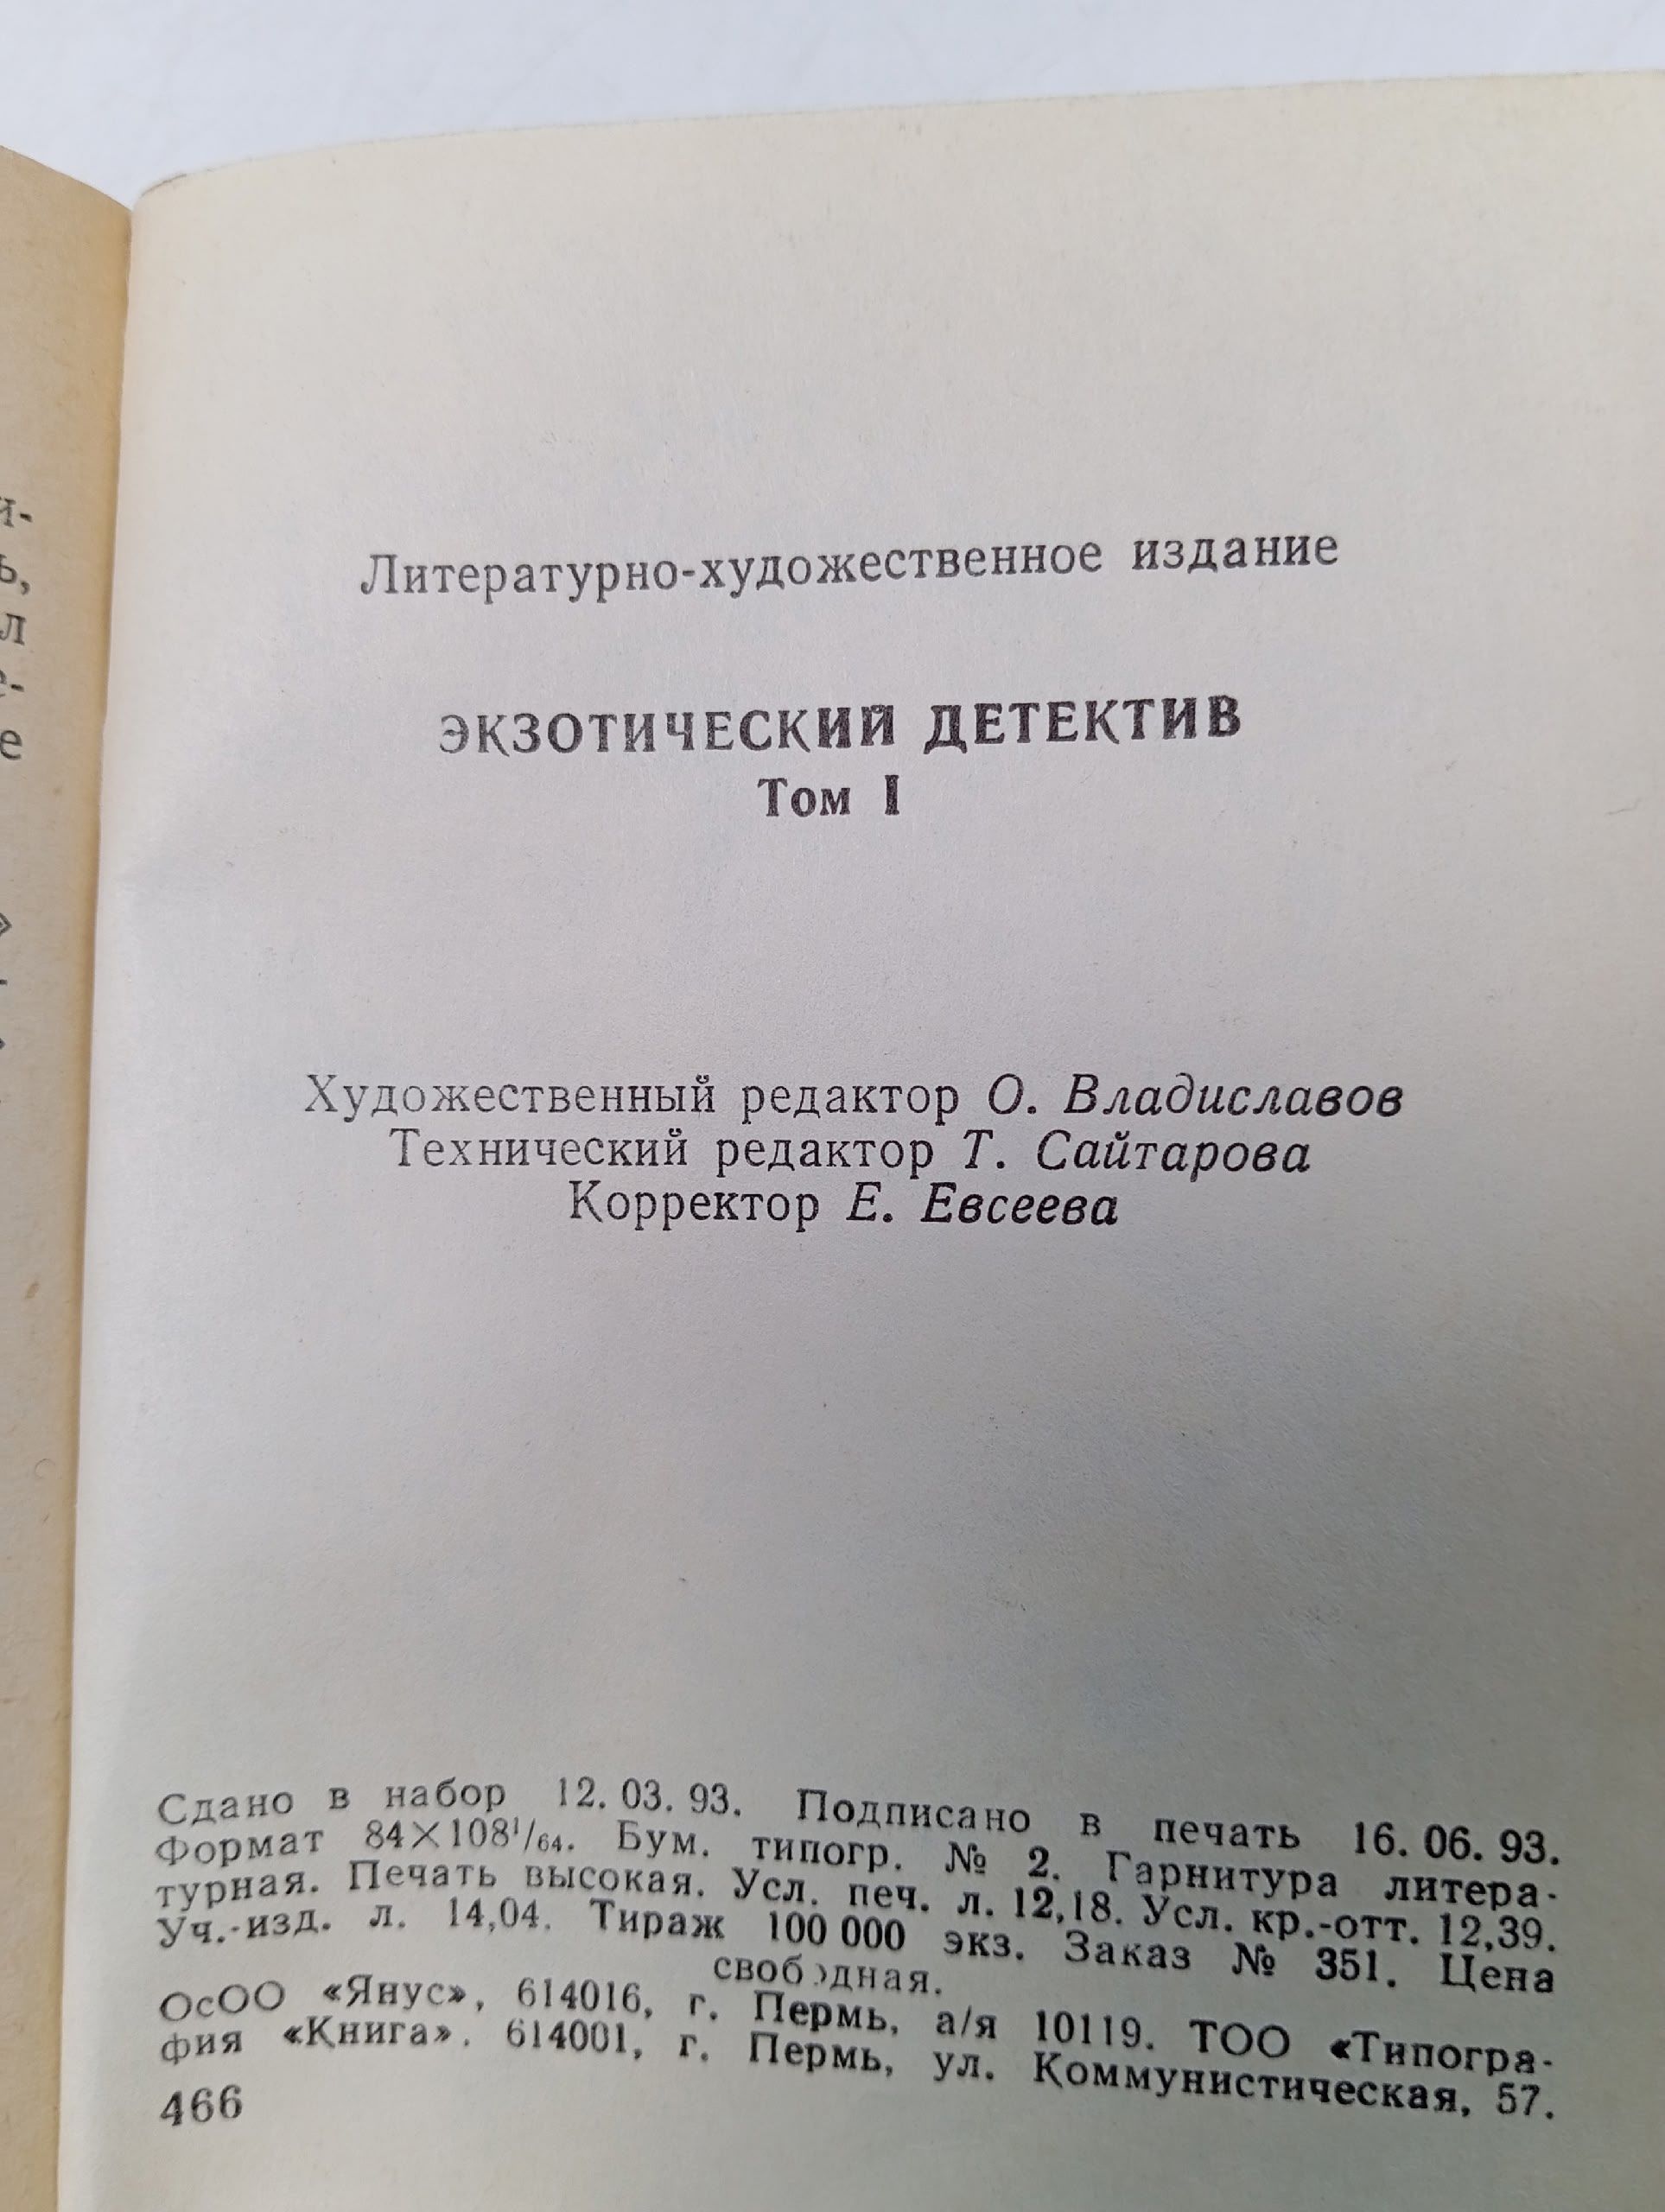 Литературно-художественное издание
ЭКЗОТИЧЕСКИЙ ДЕТЕКТИВ
Том I
Художественный редактор О. Владиславов
Технический редактор Т. Сайтарова
Корректор Е. Евсеева
Сдано в набор 12. 03. 93. Подписано в печать 16. 06. 93.
Формат 84×108¹/₆₄. Бум. типогр. № 2. Гарнитура литера-
турная. Печать высокая. Усл. печ. л. 12,18. Усл. кр.-отт. 12,39.
Уч.-изд. л. 14,04. Тираж 100 000 экз. Заказ № 351. Цена
свободная.
ОсОО «Янус», 614016, г. Пермь, а/я 10119. ТОО «Типогра-
фия «Книга». 614001, г. Пермь, ул. Коммунистическая, 57.
466